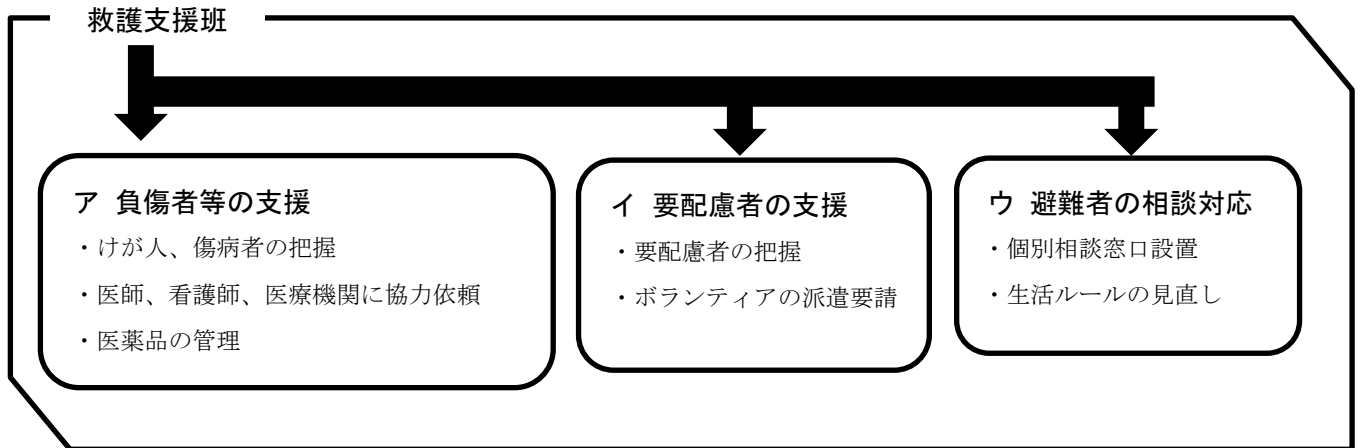 救護支援班
ア 負傷者等の支援
・けが人、傷病者の把握
・医師、看護師、医療機関に協力依頼
・医薬品の管理
イ 要配慮者の支援
・要配慮者の把握
・ボランティアの派遣要請
ウ 避難者の相談対応
・個別相談窓口設置
・生活ルールの見直し